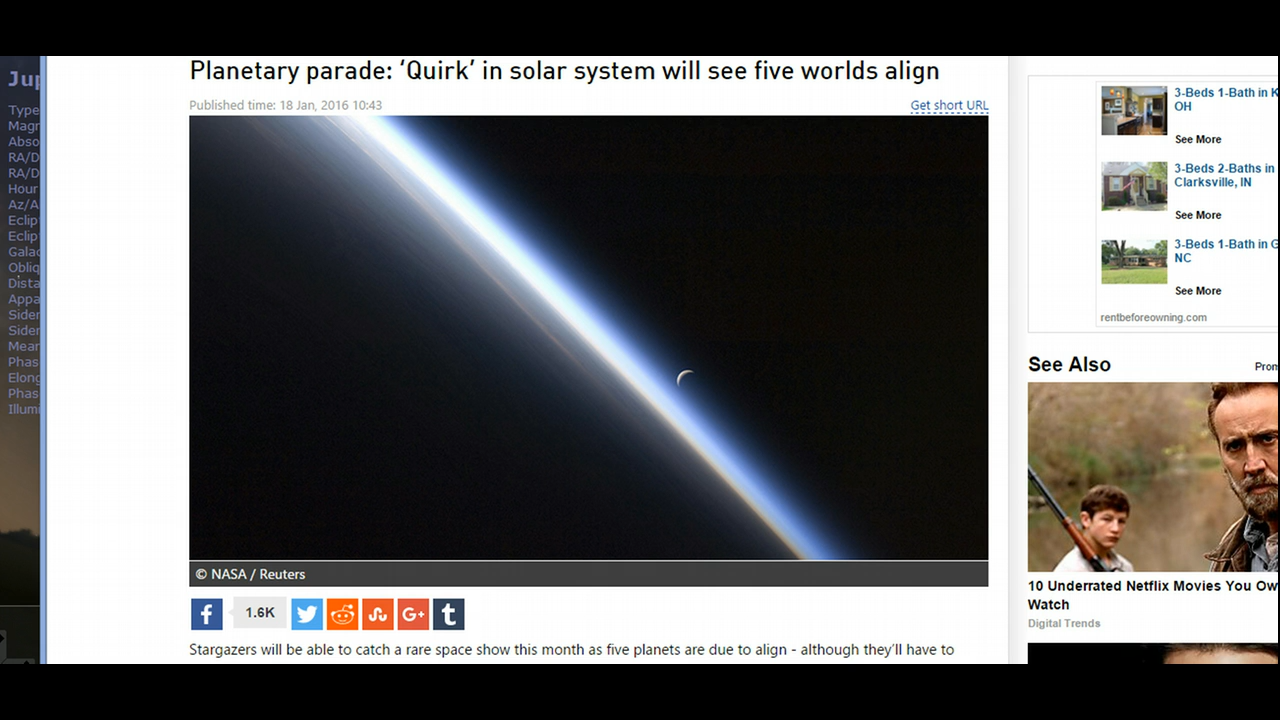 Planetary parade: ‘Quirk’ in solar system will see five worlds align
Published time: 18 Jan, 2016 10:43
Get short URL
© NASA / Reuters
1.6K
Stargazers will be able to catch a rare space show this month as five planets are due to align - although they’ll have to
Jup
Type
Magn
Abso
RA/D
RA/D
Hour
Az/A
Eclip
Eclip
Galac
Obliq
Dista
Appa
Sider
Sider
Mean
Phas
Elong
Phas
Illumi
3-Beds 1-Bath in K
OH
See More
3-Beds 2-Baths in
Clarksville, IN
See More
3-Beds 1-Bath in G
NC
See More
rentbeforeowning.com
See Also
Prom
10 Underrated Netflix Movies You Ow
Watch
Digital Trends